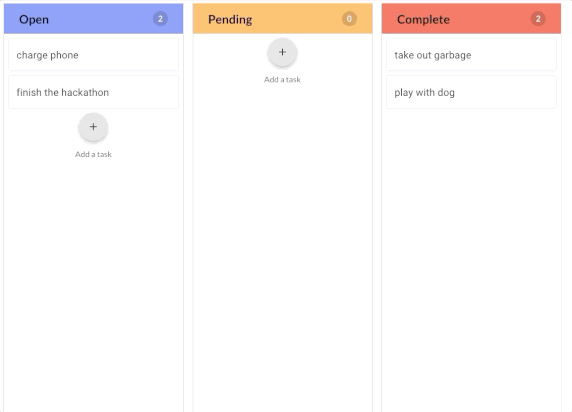 Open 2
charge phone
finish the hackathon
+
Add a task
Pending 0
+
Add a task
Complete 2
take out garbage
play with dog